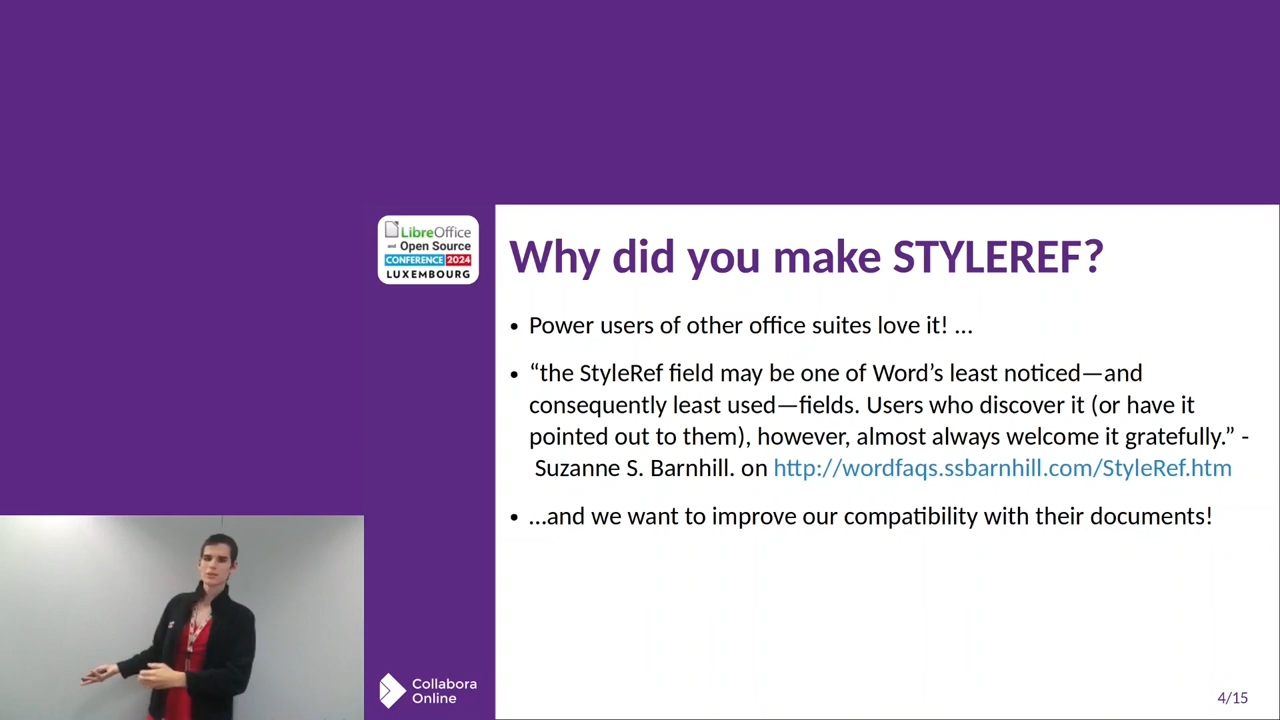 LibreOffice
and Open Source
CONFERENCE 2024
LUXEMBOURG
Why did you make STYLEREF?
• Power users of other office suites love it! ...
• “the StyleRef field may be one of Word’s least noticed—and
consequently least used—fields. Users who discover it (or have it
pointed out to them), however, almost always welcome it gratefully.” -
Suzanne S. Barnhill. on http://wordfaqs.ssbarnhill.com/StyleRef.htm
• ...and we want to improve our compatibility with their documents!
Collabora
Online
4/15